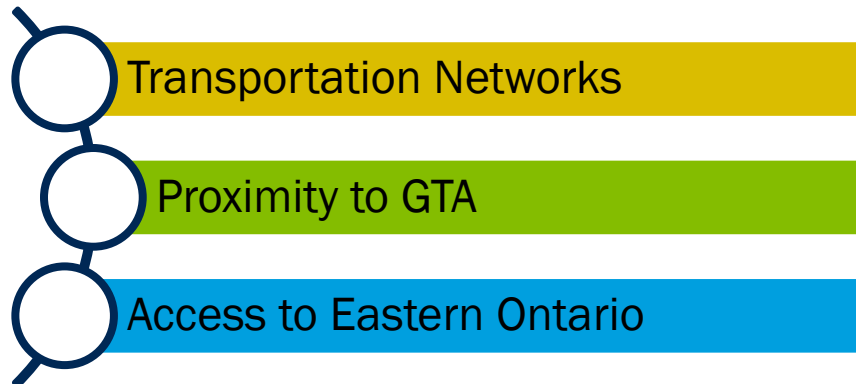 Transportation Networks
Proximity to GTA
Access to Eastern Ontario